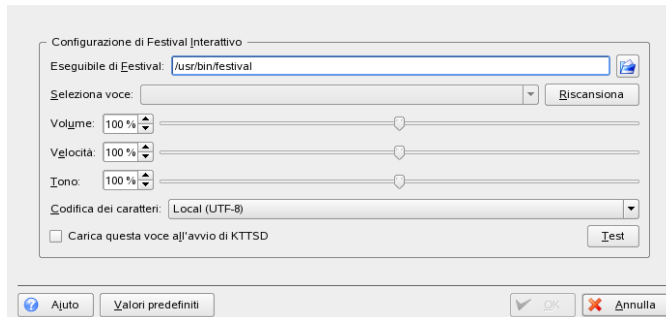 Configurazione di Festival Interattivo
Eseguibile di Festival: /usr/bin/festival
Seleziona voce: Riscansiona
Volume: 100 %
Velocità: 100 %
Tono: 100 %
Codifica dei caratteri: Local (UTF-8)
Carica questa voce all'avvio di KTTSD Test
Aiuto Valori predefiniti OK Annulla